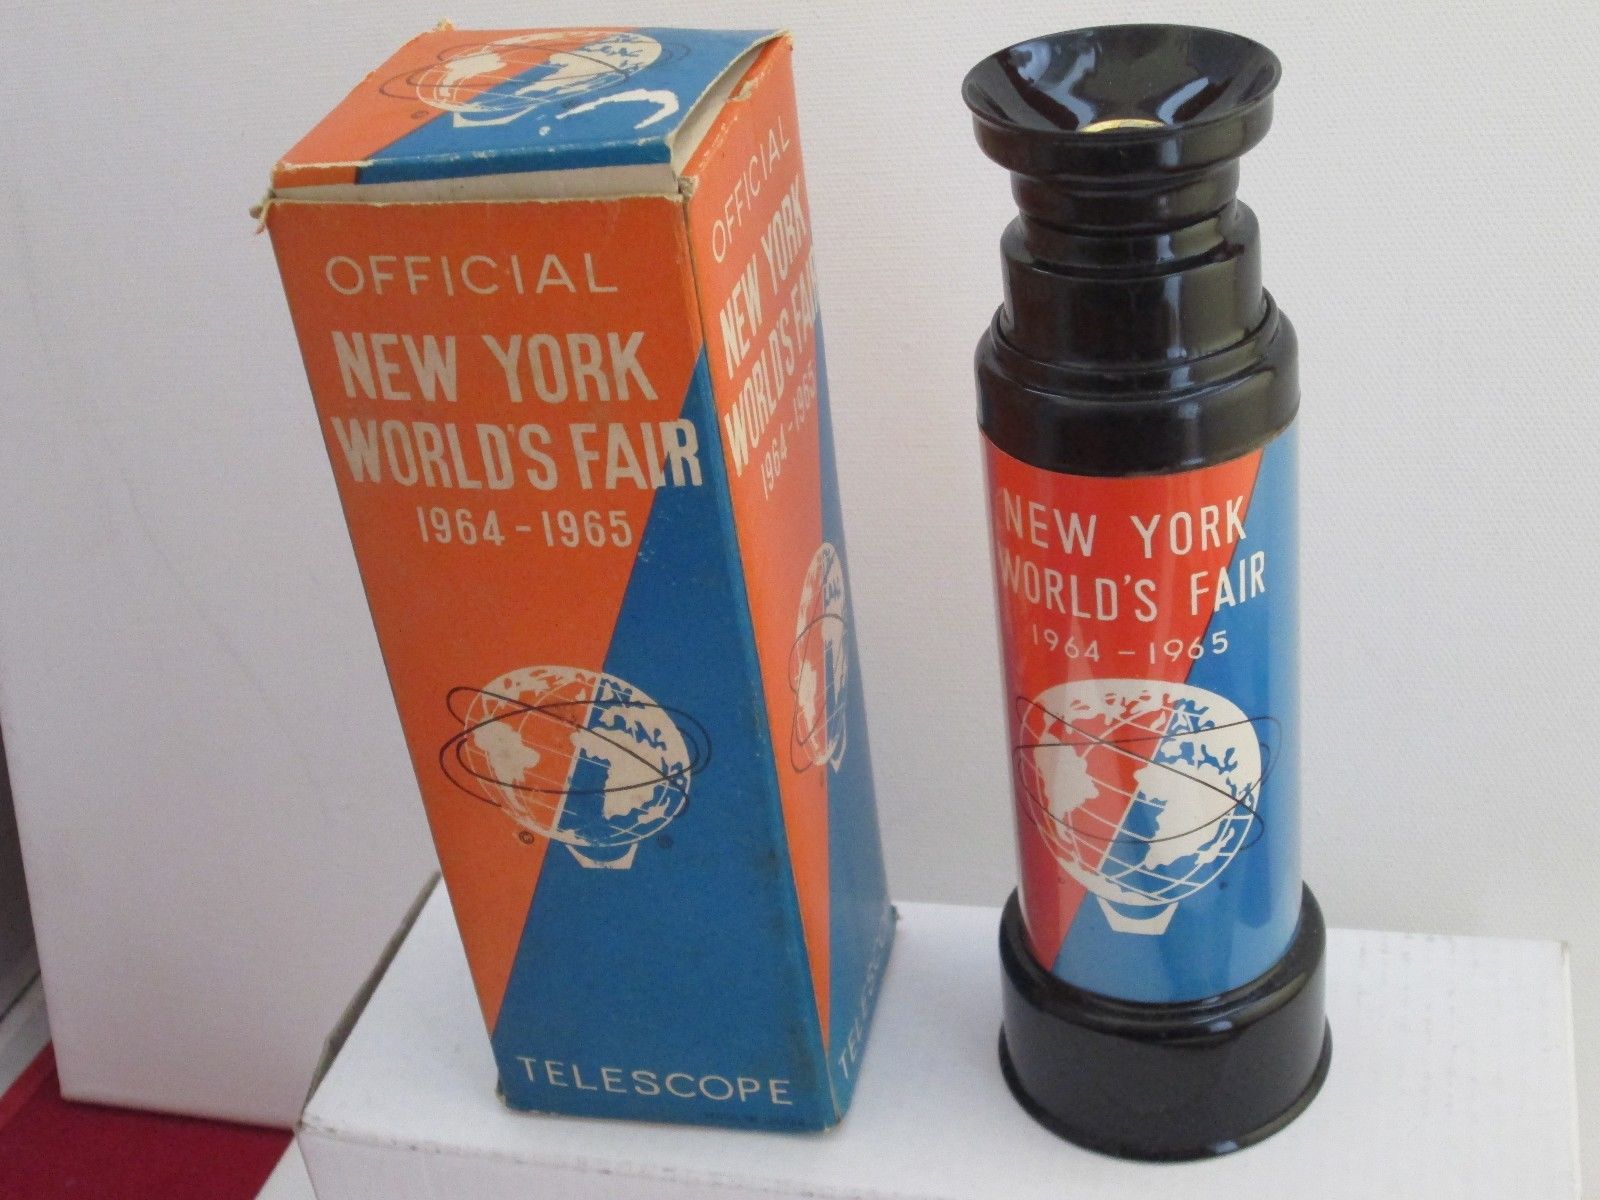 OFFICIAL
NEW YORK
WORLD'S FAIR
1964-1965
©
®
TELESCOPE
OFFICIAL
NEW YORK
WORLD'S FAIR
1964-1965
TELESCOPE
NEW YORK
WORLD'S FAIR
1964-1965